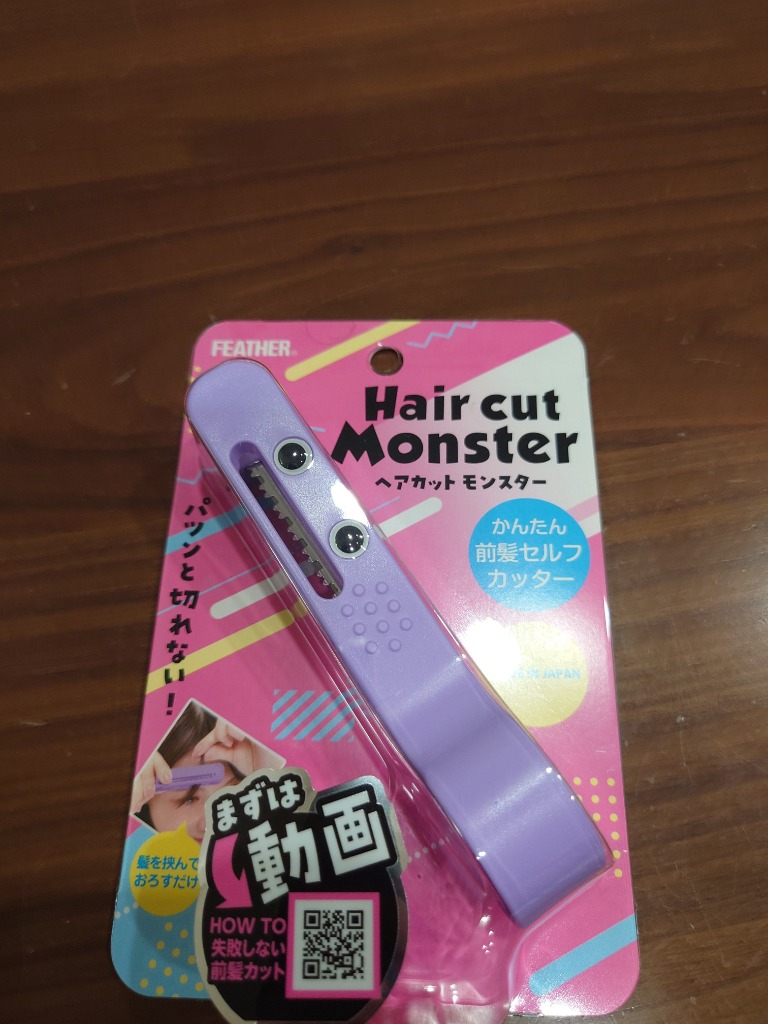 FEATHER
Hair cut
Monster
ヘアカット モンスター
かんたん
前髪セルフ
カッター
パツンと切れない!
IN JAPAN
まずは
動画
髪を挟んで
おろすだけ
HOW TO
失敗しない
前髪カット